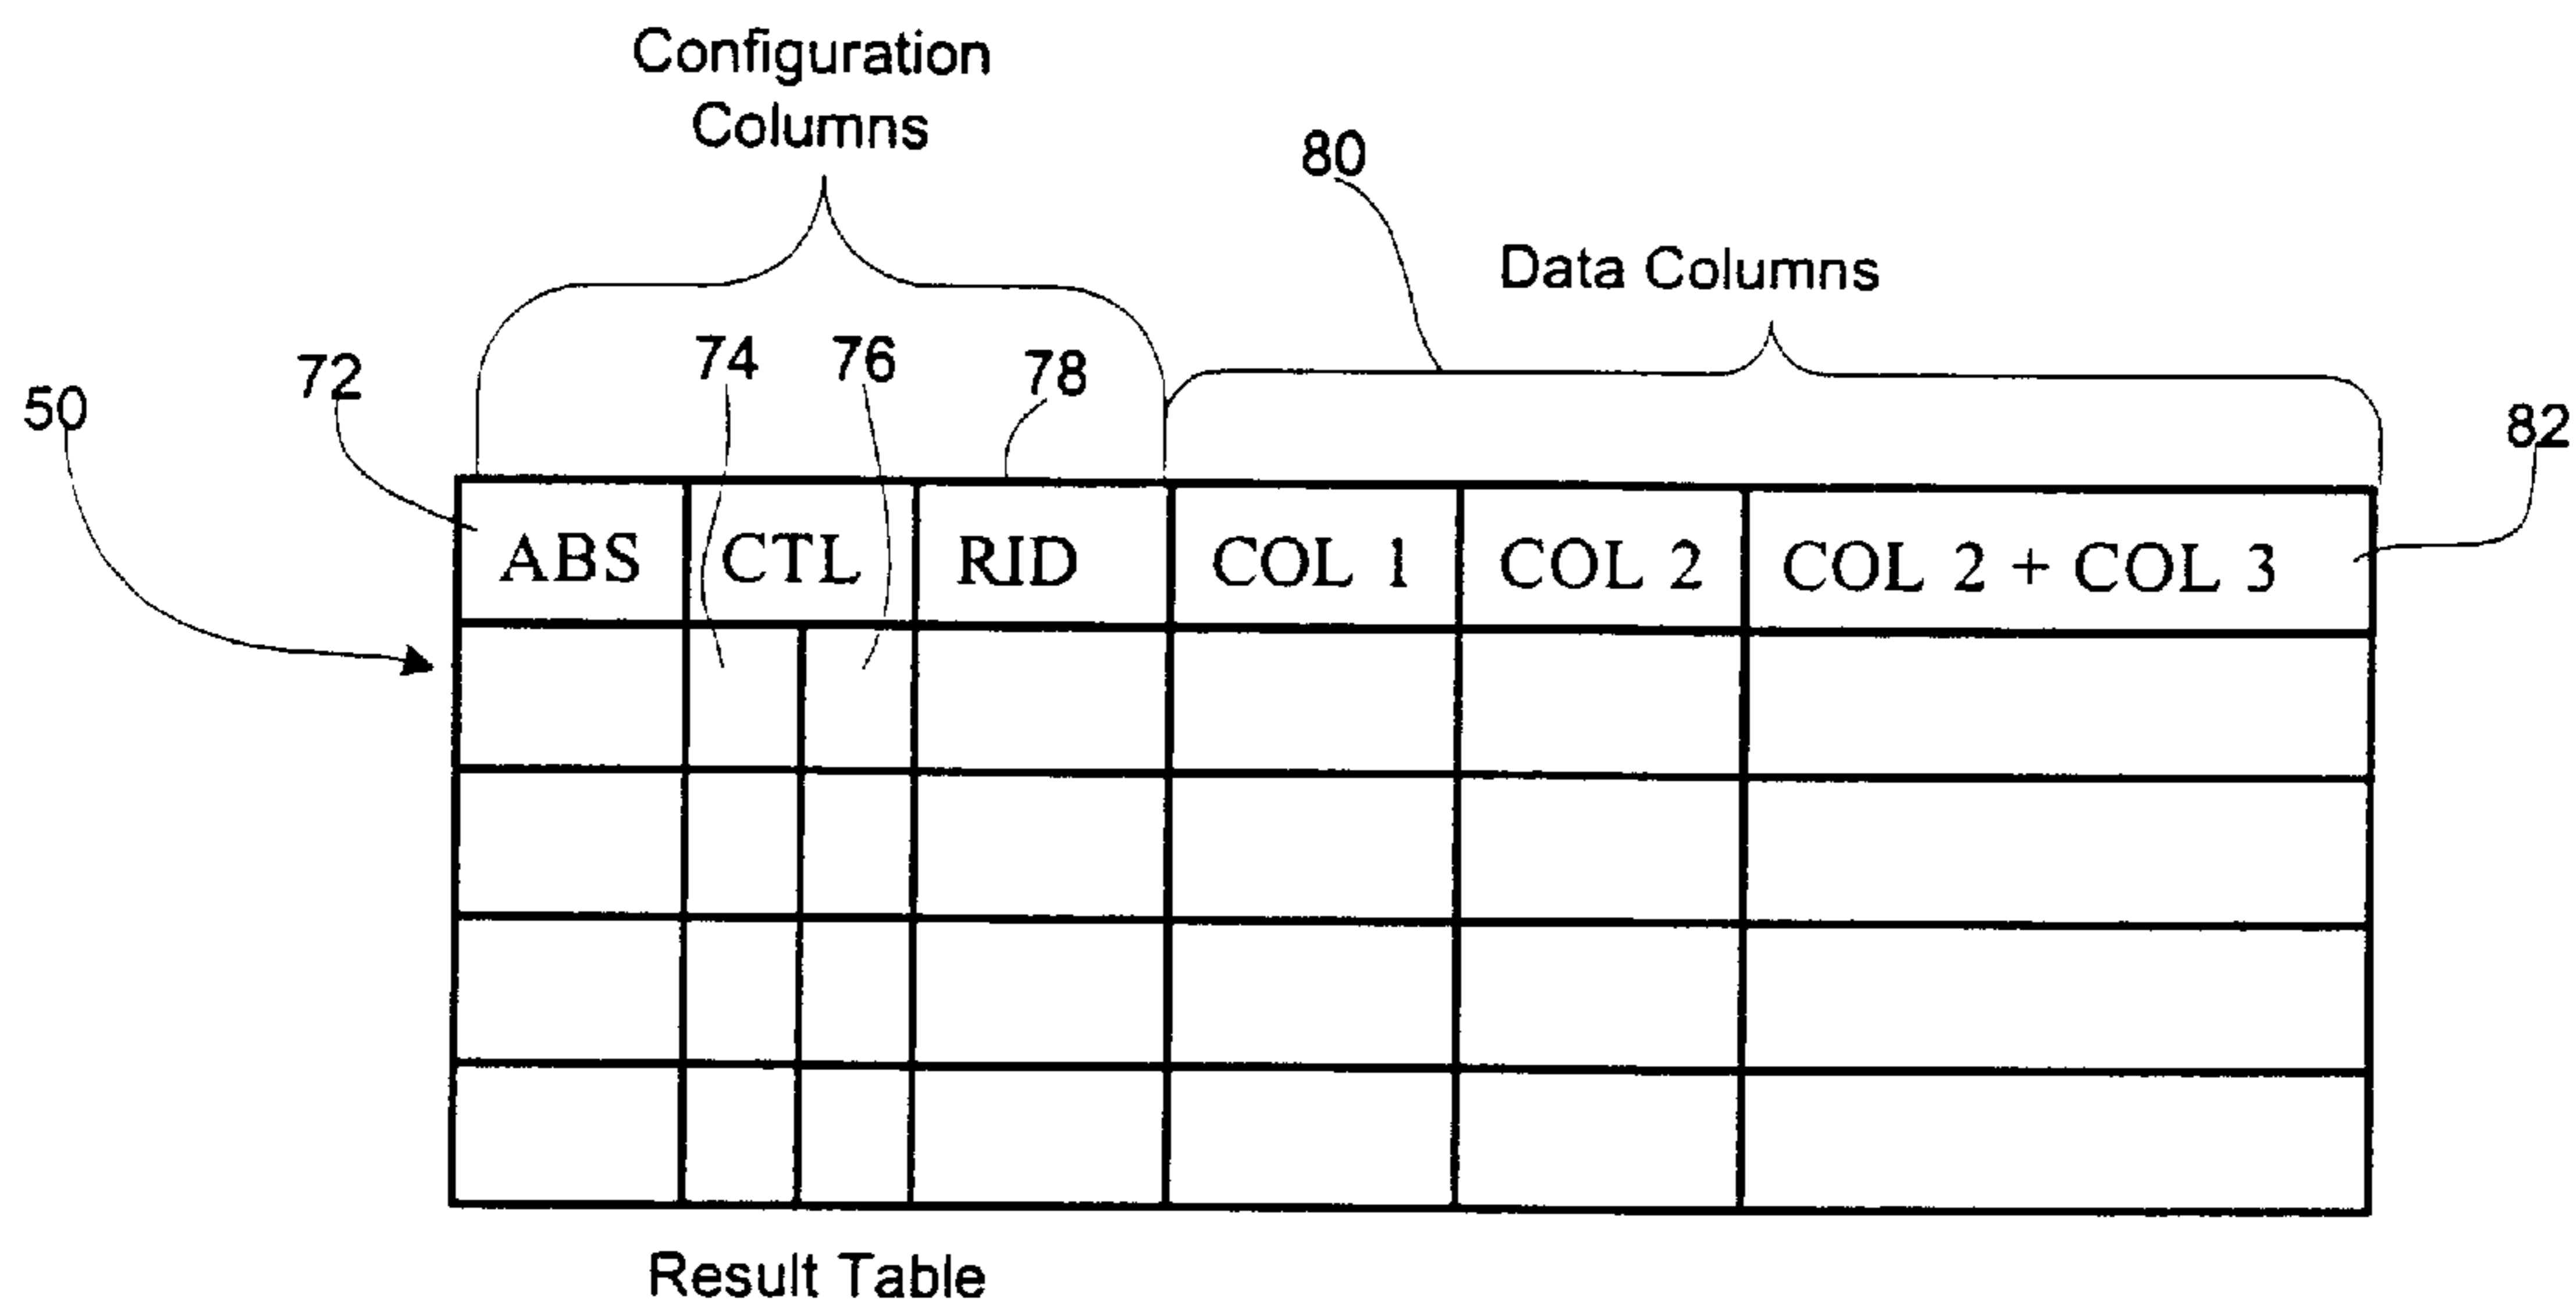 Configuration
Columns
80
Data Columns
74 76 78
72
50
82
ABS CTL RID COL 1 COL 2 COL 2 + COL 3
Result Table